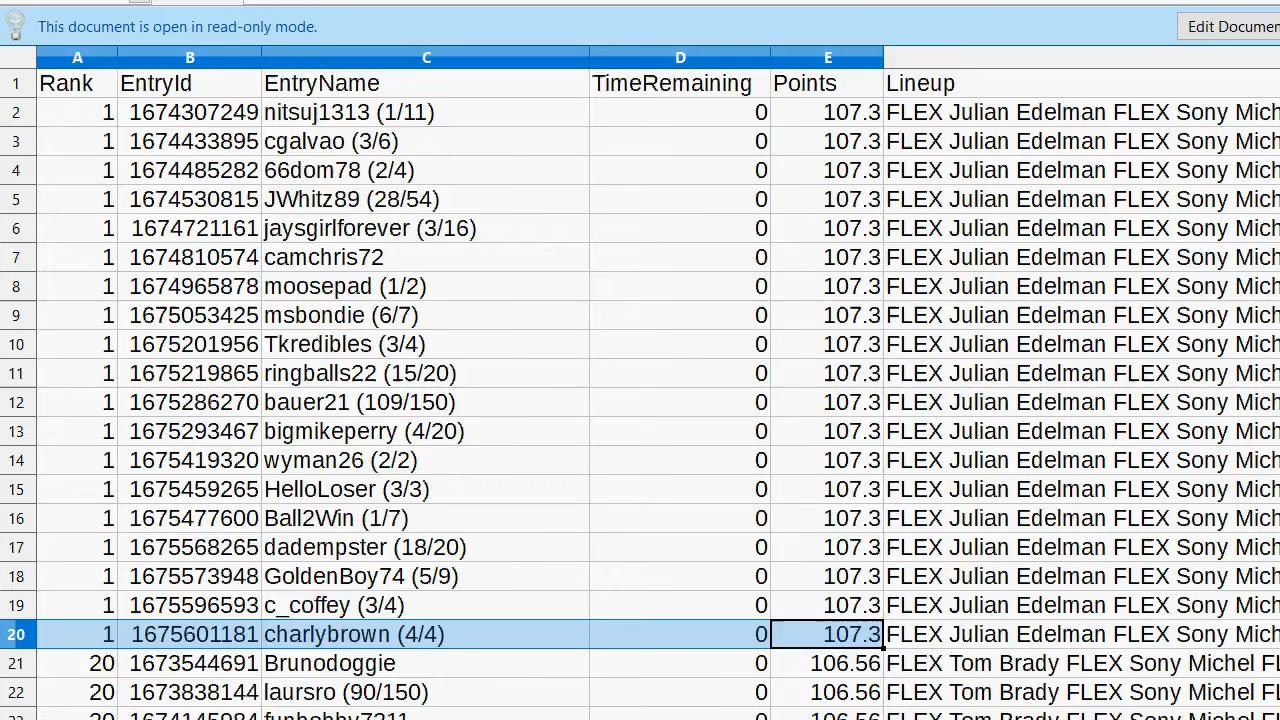 This document is open in read-only mode. Edit Documen
A B C D E
1 Rank EntryId EntryName TimeRemaining Points Lineup
2 1 1674307249 nitsuj1313 (1/11) 0 107.3 FLEX Julian Edelman FLEX Sony Mich
3 1 1674433895 cgalvao (3/6) 0 107.3 FLEX Julian Edelman FLEX Sony Mich
4 1 1674485282 66dom78 (2/4) 0 107.3 FLEX Julian Edelman FLEX Sony Mich
5 1 1674530815 JWhitz89 (28/54) 0 107.3 FLEX Julian Edelman FLEX Sony Mich
6 1 1674721161 jaysgirlforever (3/16) 0 107.3 FLEX Julian Edelman FLEX Sony Mich
7 1 1674810574 camchris72 0 107.3 FLEX Julian Edelman FLEX Sony Mich
8 1 1674965878 moosepad (1/2) 0 107.3 FLEX Julian Edelman FLEX Sony Mich
9 1 1675053425 msbondie (6/7) 0 107.3 FLEX Julian Edelman FLEX Sony Mich
10 1 1675201956 Tkredibles (3/4) 0 107.3 FLEX Julian Edelman FLEX Sony Mich
11 1 1675219865 ringballs22 (15/20) 0 107.3 FLEX Julian Edelman FLEX Sony Mich
12 1 1675286270 bauer21 (109/150) 0 107.3 FLEX Julian Edelman FLEX Sony Mich
13 1 1675293467 bigmikeperry (4/20) 0 107.3 FLEX Julian Edelman FLEX Sony Mich
14 1 1675419320 wyman26 (2/2) 0 107.3 FLEX Julian Edelman FLEX Sony Mich
15 1 1675459265 HelloLoser (3/3) 0 107.3 FLEX Julian Edelman FLEX Sony Mich
16 1 1675477600 Ball2Win (1/7) 0 107.3 FLEX Julian Edelman FLEX Sony Mich
17 1 1675568265 dadempster (18/20) 0 107.3 FLEX Julian Edelman FLEX Sony Mich
18 1 1675573948 GoldenBoy74 (5/9) 0 107.3 FLEX Julian Edelman FLEX Sony Mich
19 1 1675596593 c_coffey (3/4) 0 107.3 FLEX Julian Edelman FLEX Sony Mich
20 1 1675601181 charlybrown (4/4) 0 107.3 FLEX Julian Edelman FLEX Sony Mich
21 20 1673544691 Brunodoggie 0 106.56 FLEX Tom Brady FLEX Sony Michel FL
22 20 1673838144 laursro (90/150) 0 106.56 FLEX Tom Brady FLEX Sony Michel FL